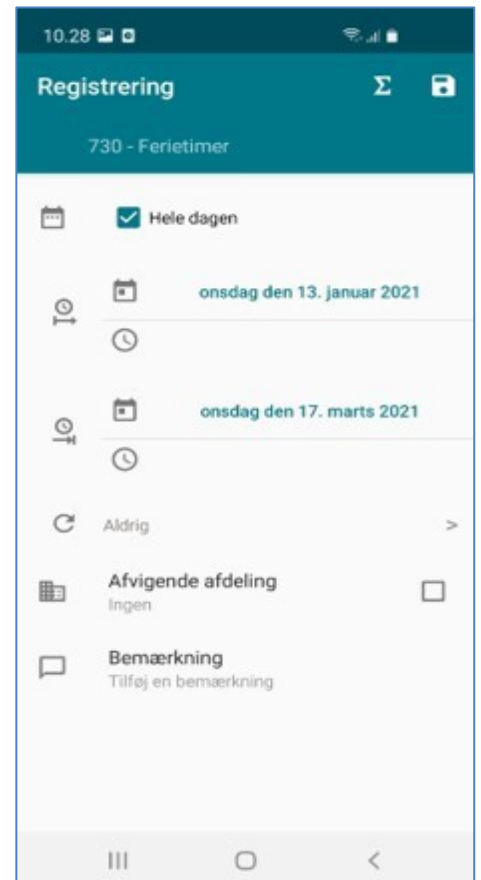 10.28
Registrering Σ
730 - Ferietimer
Hele dagen
onsdag den 13. januar 2021
onsdag den 17. marts 2021
Aldrig >
Afvigende afdeling
Ingen
Bemærkning
Tilføj en bemærkning